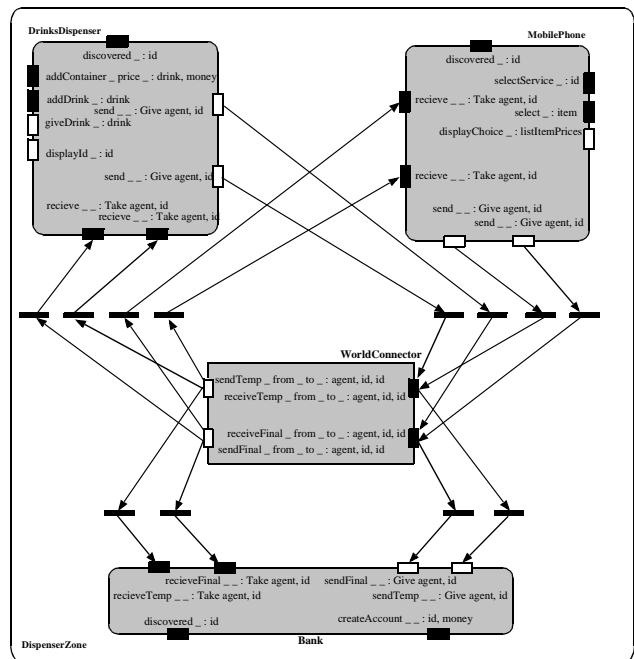 DrinksDispenser
discovered _ : id
addContainer _ price _ : drink, money
addDrink _ : drink
send _ _ : Give agent, id
giveDrink _ : drink
displayId _ : id
send _ _ : Give agent, id
recieve _ _ : Take agent, id
recieve _ _ : Take agent, id
MobilePhone
discovered _ : id
selectService _ : id
recieve _ _ : Take agent, id
select _ : item
displayChoice _ : listItemPrices
recieve _ _ : Take agent, id
send _ _ : Give agent, id
send _ _ : Give agent, id
WorldConnector
sendTemp _ from _ to _ : agent, id, id
receiveTemp _ from _ to _ : agent, id, id
receiveFinal _ from _ to _ : agent, id, id
sendFinal _ from _ to _ : agent, id, id
recieveFinal _ _ : Take agent, id
sendFinal _ _ : Give agent, id
recieveTemp _ _ : Take agent, id
sendTemp _ _ : Give agent, id
discovered _ : id
createAccount _ _ : id, money
Bank
DispenserZone